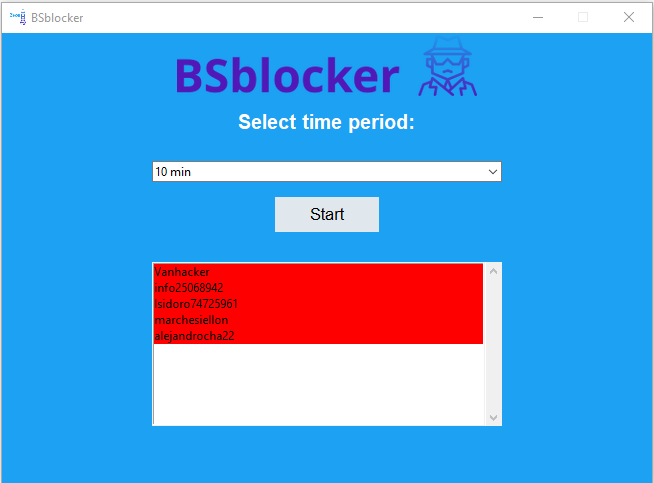 BSblocker
BSblocker
Select time period:
10 min
Start
Vanhacker
info25068942
Isidoro74725961
marchesiellon
alejandrocha22